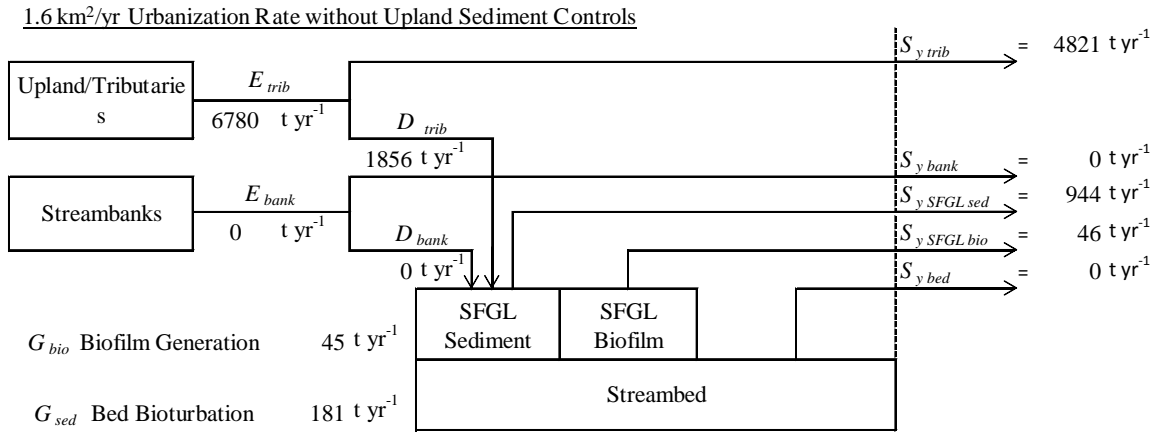 1.6 km²/yr Urbanization Rate without Upland Sediment Controls
S y trib = 4821 t yr⁻¹
Upland/Tributarie
s
E trib
6780 t yr⁻¹
D trib
1856 t yr⁻¹
S y bank = 0 t yr⁻¹
Streambanks
E bank
0 t yr⁻¹
S y SFGL sed = 944 t yr⁻¹
D bank
0 t yr⁻¹
S y SFGL bio = 46 t yr⁻¹
S y bed = 0 t yr⁻¹
SFGL
Sediment
SFGL
Biofilm
G bio Biofilm Generation 45 t yr⁻¹
Streambed
G sed Bed Bioturbation 181 t yr⁻¹